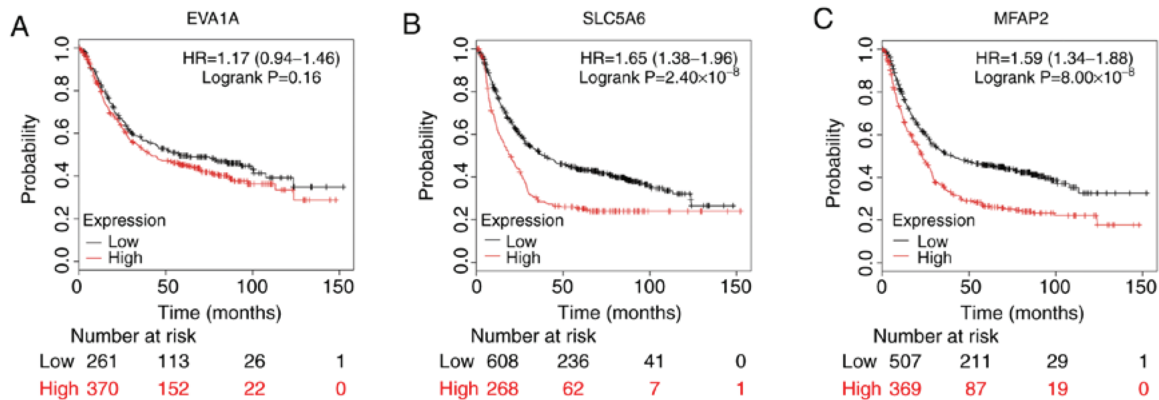 A
EVA1A
HR=1.17 (0.94–1.46)
Logrank P=0.16
Probability
1.0
0.8
0.6
0.4
0.2
0.0
Expression
Low
High
0 50 100 150
Time (months)
Number at risk
Low 261 113 26 1
High 370 152 22 0
B
SLC5A6
HR=1.65 (1.38–1.96)
Logrank P=2.40×10⁻⁸
Probability
1.0
0.8
0.6
0.4
0.2
0.0
Expression
Low
High
0 50 100 150
Time (months)
Number at risk
Low 608 236 41 0
High 268 62 7 1
C
MFAP2
HR=1.59 (1.34–1.88)
Logrank P=8.00×10⁻⁸
Probability
1.0
0.8
0.6
0.4
0.2
0.0
Expression
Low
High
0 50 100 150
Time (months)
Number at risk
Low 507 211 29 1
High 369 87 19 0